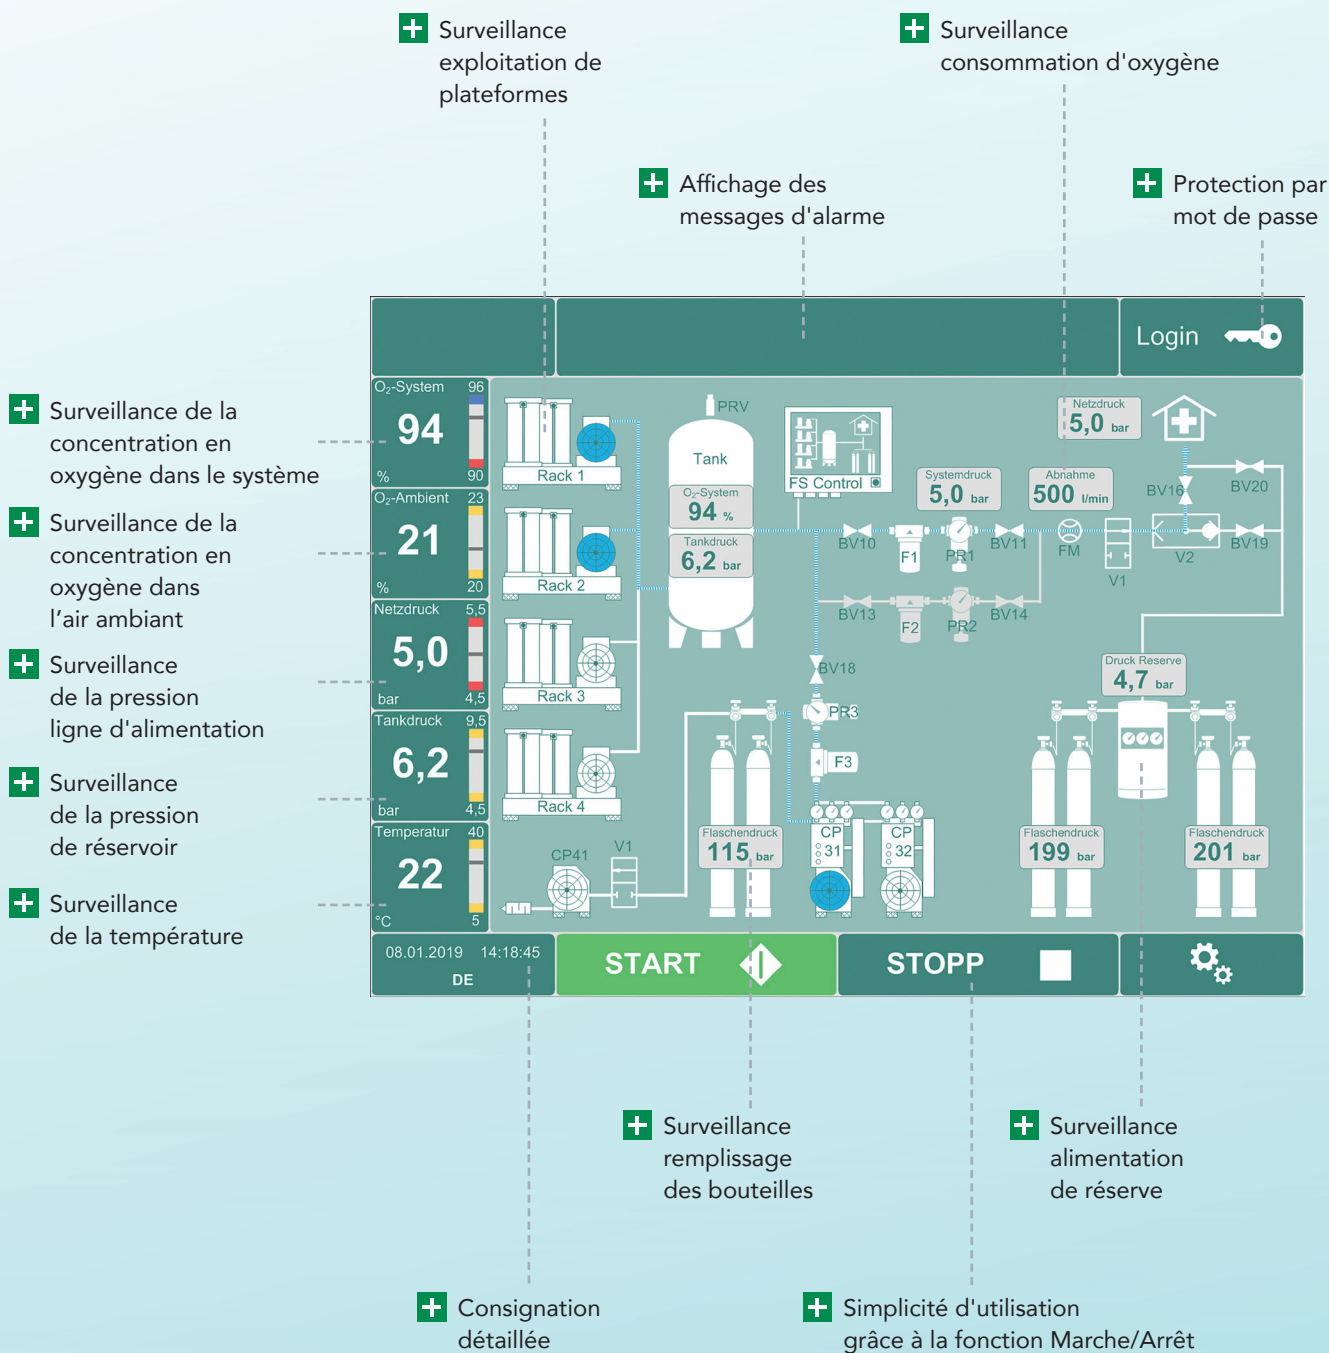 Surveillance
exploitation de
plateformes
Surveillance
consommation d'oxygène
Affichage des
messages d'alarme
Protection par
mot de passe
Login
Surveillance de la
concentration en
oxygène dans le système
Surveillance de la
concentration en
oxygène dans
l’air ambiant
Surveillance
de la pression
ligne d'alimentation
Surveillance
de la pression
de réservoir
Surveillance
de la température
O₂-System 96
94
% 90
O₂-Ambient 23
21
% 20
Netzdruck 5,5
5,0
bar 4,5
Tankdruck 9,5
6,2
bar 4,5
Temperatur 40
22
°C 5
Rack 1
Rack 2
Rack 3
Rack 4
PRV
Tank
O₂-System
94 %
Tankdruck
6,2 bar
FS Control
Netzdruck
5,0 bar
Systemdruck
5,0 bar
Abnahme
500 l/min
BV16
BV20
BV10
F1
PR1
BV11
FM
V1
V2
BV19
BV13
F2
PR2
BV14
BV18
PR3
F3
Druck Reserve
4,7 bar
CP
31
CP
32
Flaschendruck
115 bar
Flaschendruck
199 bar
Flaschendruck
201 bar
CP41
V1
08.01.2019 14:18:45
DE
START
STOPP
Surveillance
remplissage
des bouteilles
Surveillance
alimentation
de réserve
Consignation
détaillée
Simplicité d'utilisation
grâce à la fonction Marche/Arrêt